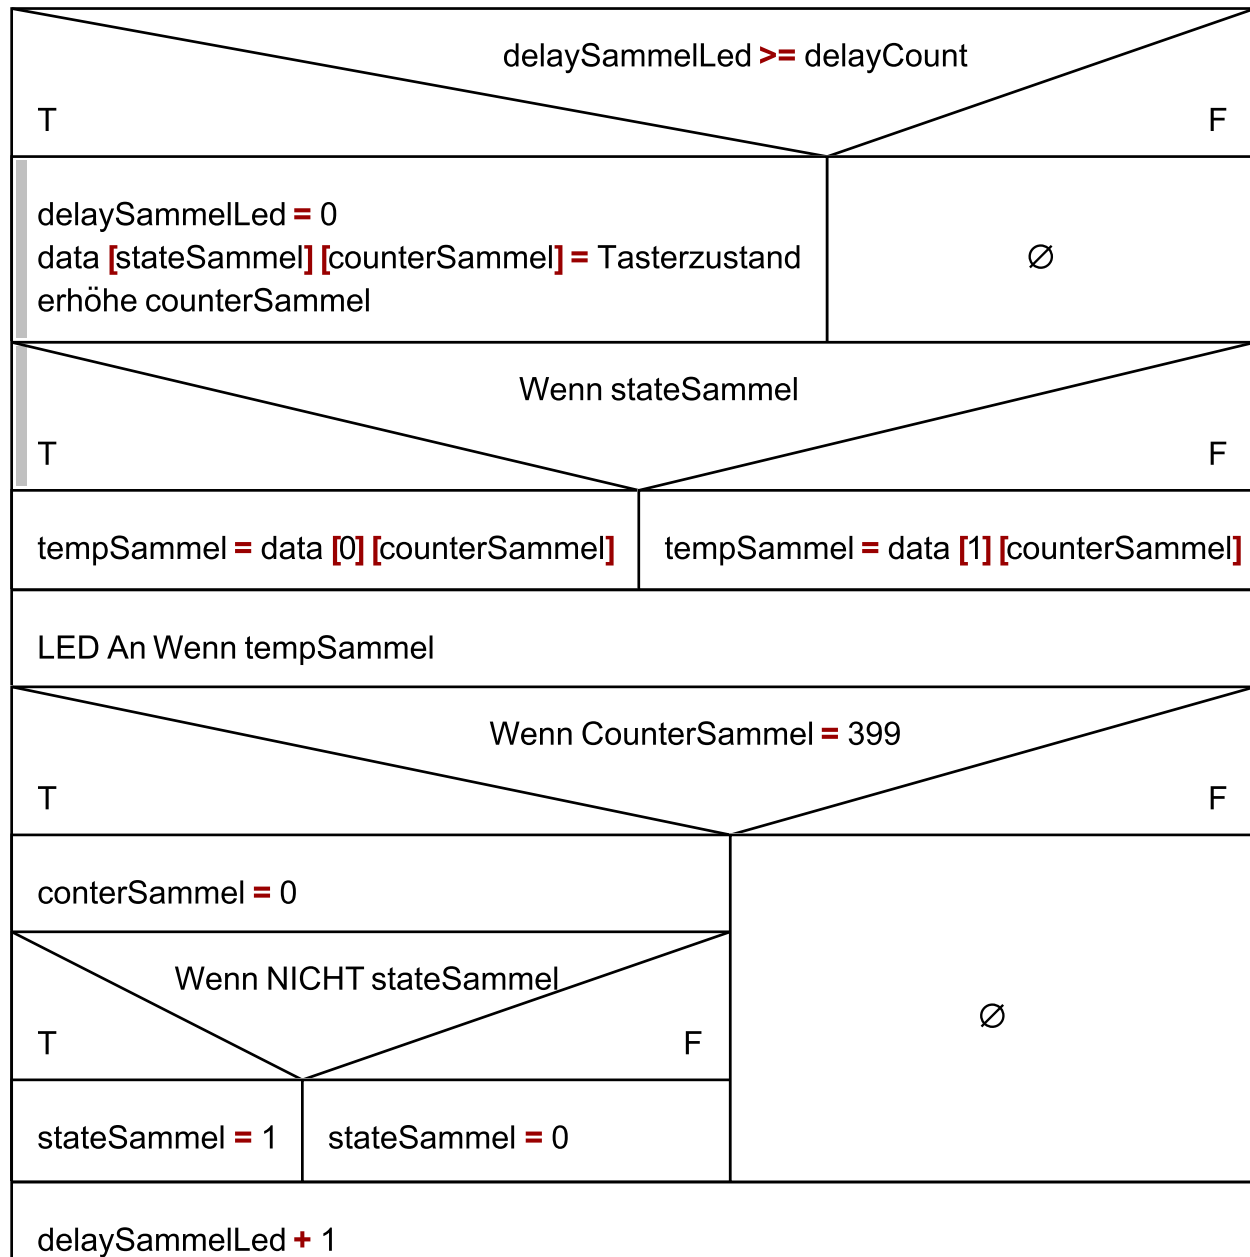 delaySammelLed >= delayCount
T
F
delaySammelLed = 0
data [stateSammel] [counterSammel] = Tasterzustand
erhöhe counterSammel
∅
Wenn stateSammel
T
F
tempSammel = data [0] [counterSammel]
tempSammel = data [1] [counterSammel]
LED An Wenn tempSammel
Wenn CounterSammel = 399
T
F
conterSammel = 0
Wenn NICHT stateSammel
T
F
∅
stateSammel = 1
stateSammel = 0
delaySammelLed + 1